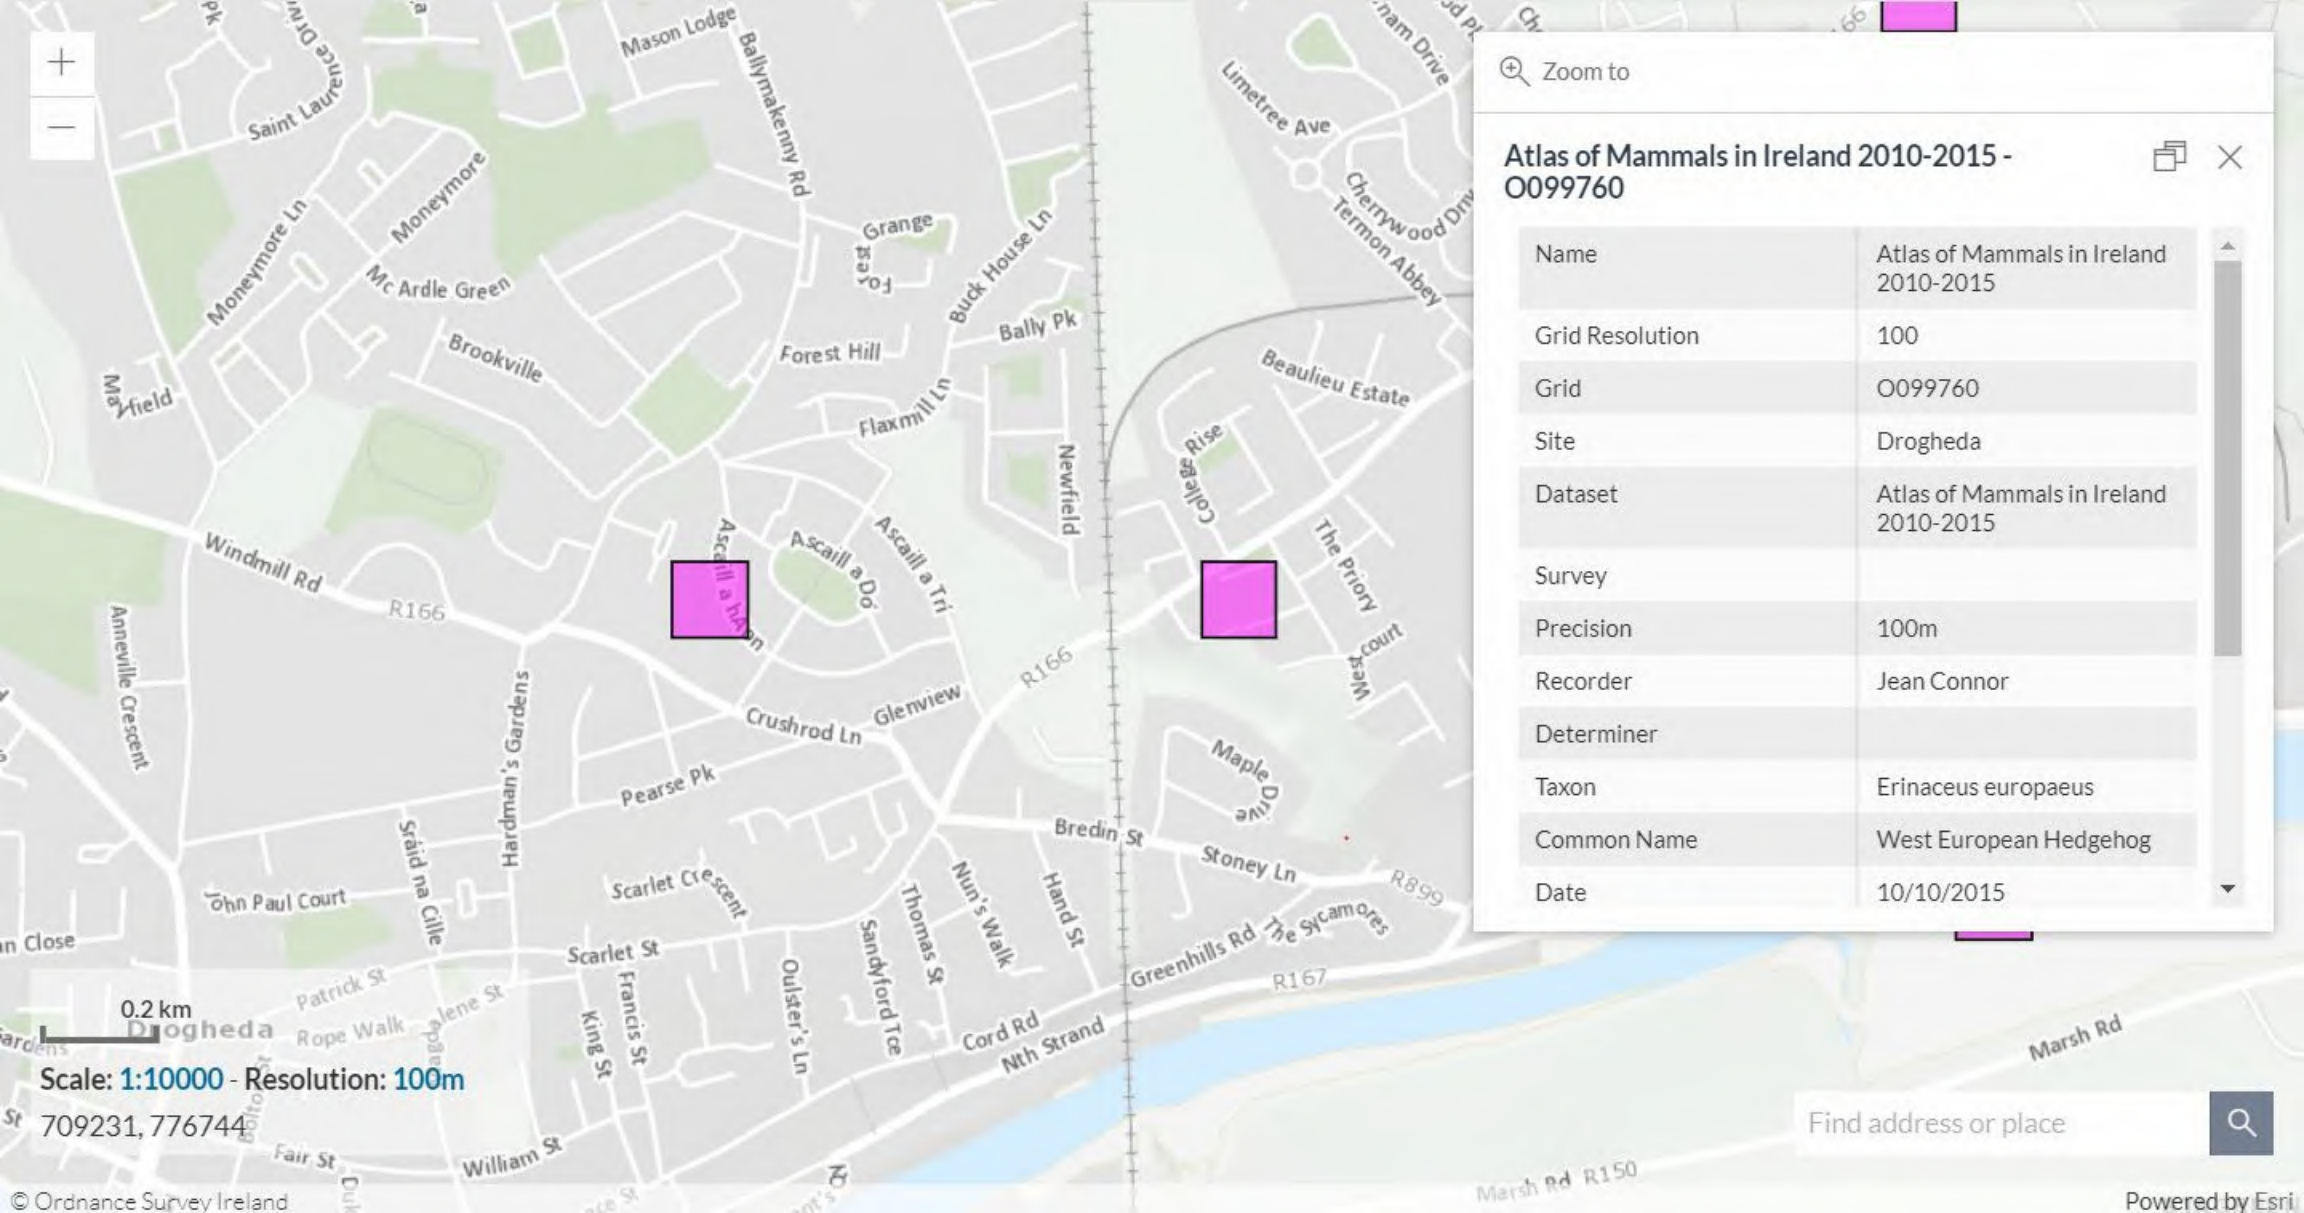 Mason Lodge
Ballymakenny Rd
Saint Laurence Drive
Limetree Ave
Cherrywood Driv
Termon Abbey
Moneymore Ln
Moneymore
Mc Ardle Green
Grange
Forest
Buck House Ln
Bally Pk
Forest Hill
Brookville
Flaxmill Ln
Newfield
Beaulieu Estate
College Rise
The Priory
West court
Windmill Rd
R166
Ascaill a hAon
Ascaill a Dó
Ascaill a Trí
R166
Anneville Crescent
Hardman's Gardens
Crushrod Ln
Glenview
Pearse Pk
Maple Drive
Bredin St
Stoney Ln
R899
Sráid na Cille
John Paul Court
Scarlet Crescent
Nun's Walk
Hand St
Thomas St
Sandyford Tce
Scarlet St
Francis St
King St
Oulster's Ln
Greenhills Rd
The Sycamores
R167
Cord Rd
Nth Strand
Patrick St
Rope Walk
Drogheda
William St
Fair St
Marsh Rd
Marsh Rd R150
Zoom to
Atlas of Mammals in Ireland 2010-2015 -
O099760
Name Atlas of Mammals in Ireland
2010-2015
Grid Resolution 100
Grid O099760
Site Drogheda
Dataset Atlas of Mammals in Ireland
2010-2015
Survey
Precision 100m
Recorder Jean Connor
Determiner
Taxon Erinaceus europaeus
Common Name West European Hedgehog
Date 10/10/2015
0.2 km
Scale: 1:10000 - Resolution: 100m
709231, 776744
Find address or place
© Ordnance Survey Ireland
Powered by Esri